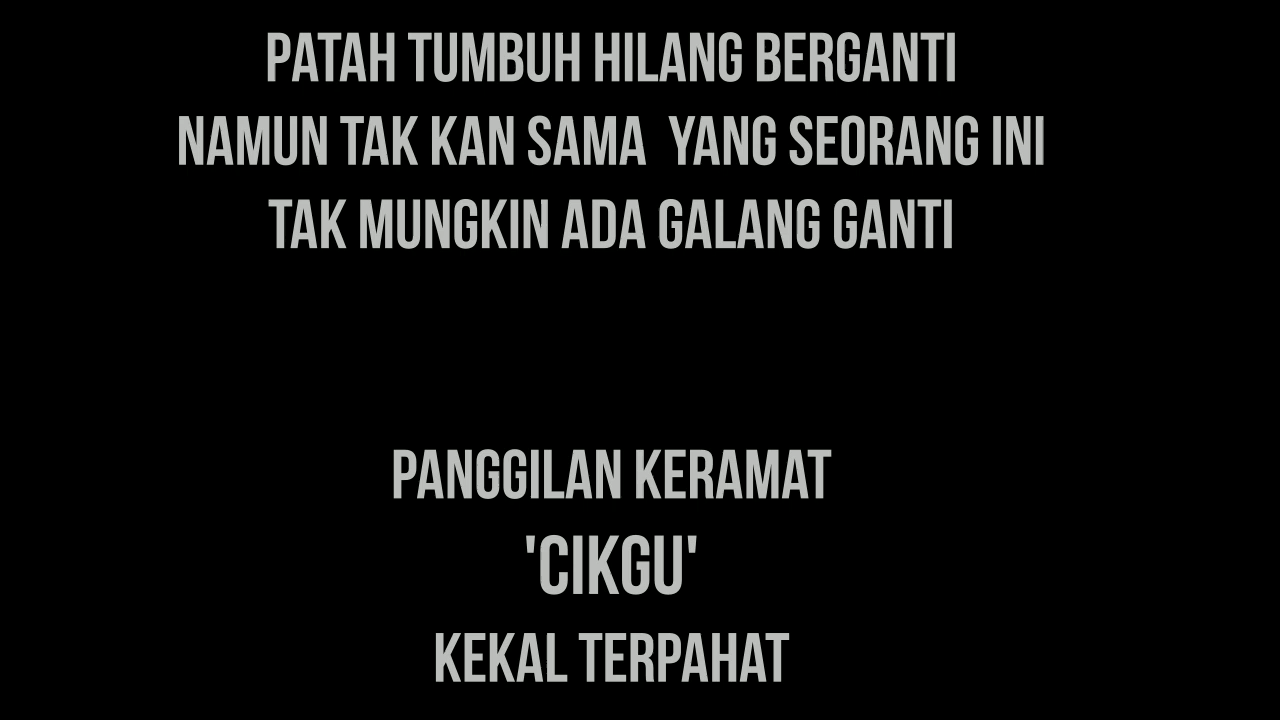 PATAH TUMBUH HILANG BERGANTI
NAMUN TAK KAN SAMA YANG SEORANG INI
TAK MUNGKIN ADA GALANG GANTI
PANGGILAN KERAMAT
'CIKGU'
KEKAL TERPAHAT